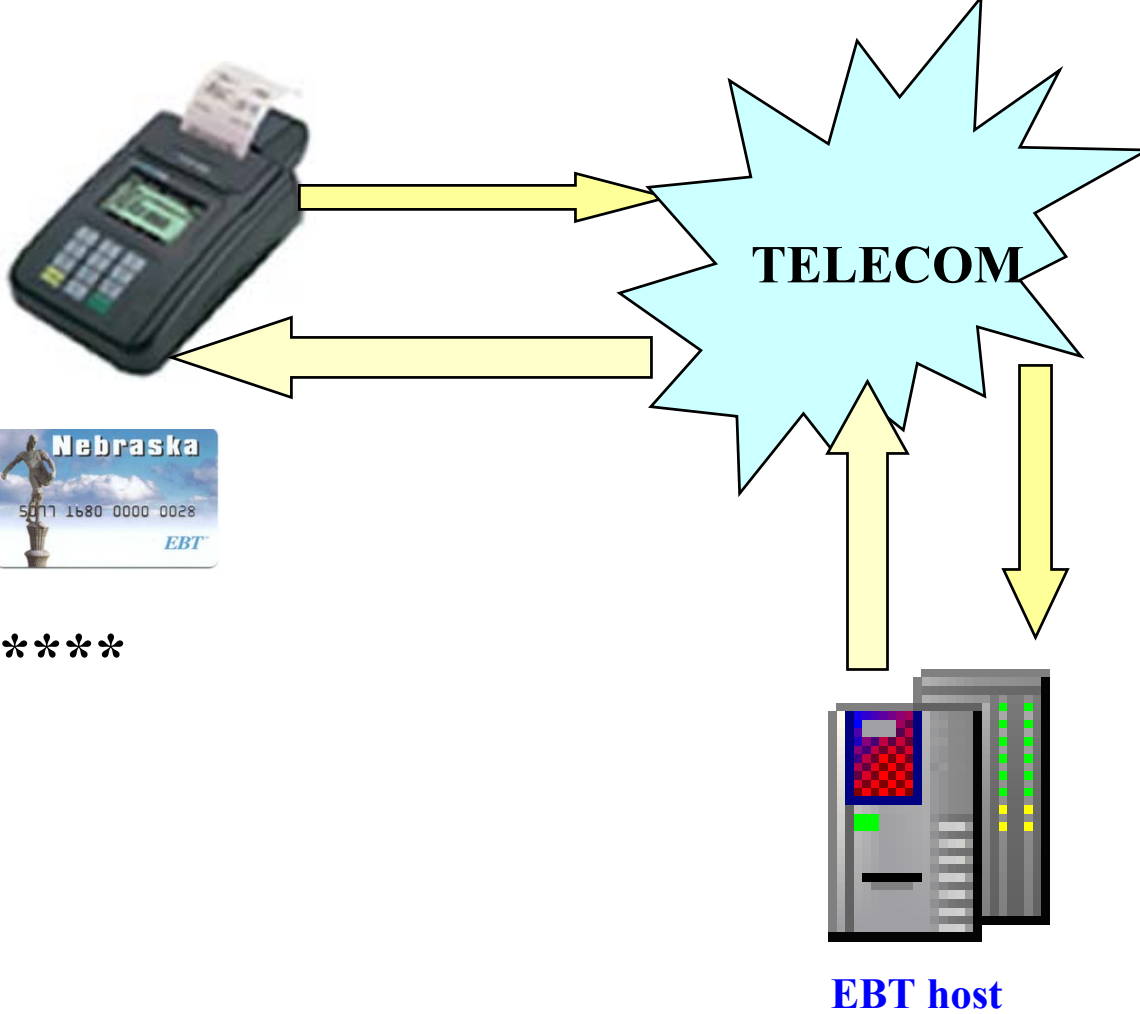 TELECOM
Nebraska
5077 1680 0000 0028
EBT
****
EBT host